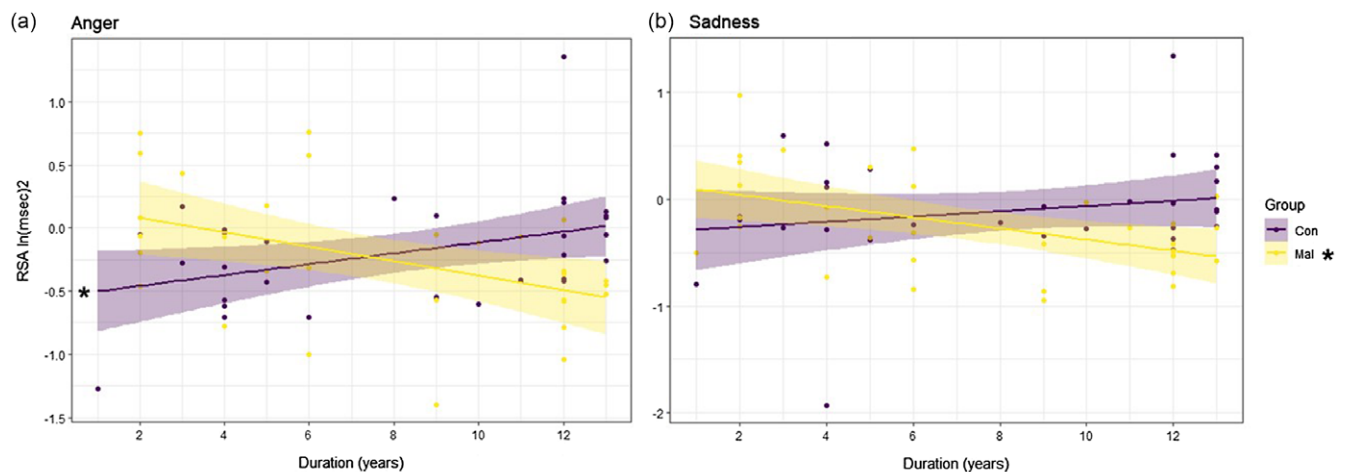 (a) Anger
1.0
0.5
0.0
-0.5
-1.0
-1.5
RSA ln(msec)2
*
2 4 6 8 10 12
Duration (years)
(b) Sadness
1
0
-1
-2
2 4 6 8 10 12
Duration (years)
Group
Con
Mal *